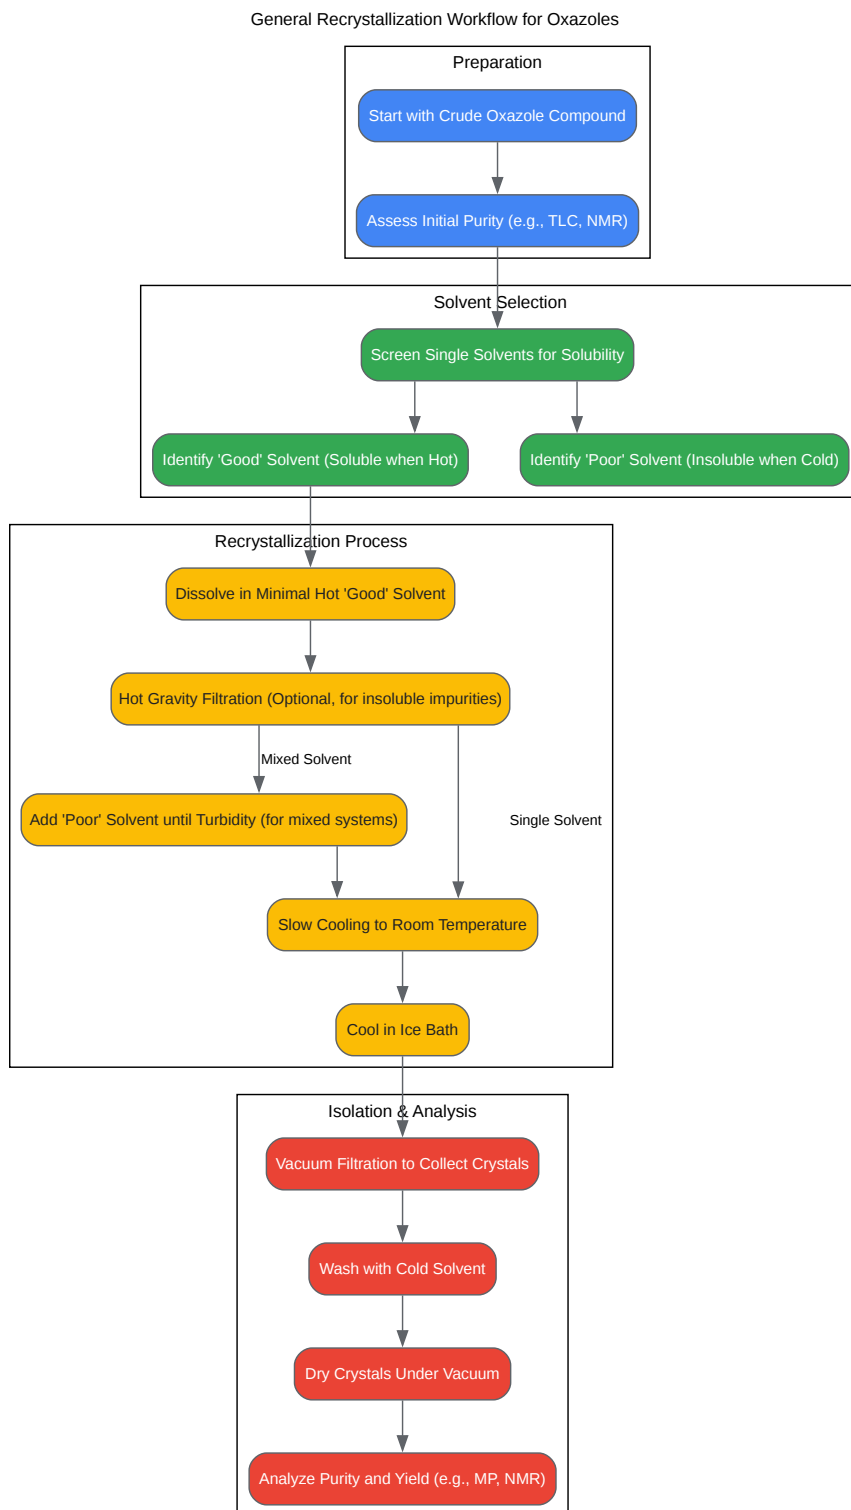 General Recrystallization Workflow for Oxazoles
Preparation
Start with Crude Oxazole Compound
Assess Initial Purity (e.g., TLC, NMR)
Solvent Selection
Screen Single Solvents for Solubility
Identify 'Good' Solvent (Soluble when Hot)
Identify 'Poor' Solvent (Insoluble when Cold)
Recrystallization Process
Dissolve in Minimal Hot 'Good' Solvent
Hot Gravity Filtration (Optional, for insoluble impurities)
Mixed Solvent
Add 'Poor' Solvent until Turbidity (for mixed systems)
Single Solvent
Slow Cooling to Room Temperature
Cool in Ice Bath
Isolation & Analysis
Vacuum Filtration to Collect Crystals
Wash with Cold Solvent
Dry Crystals Under Vacuum
Analyze Purity and Yield (e.g., MP, NMR)